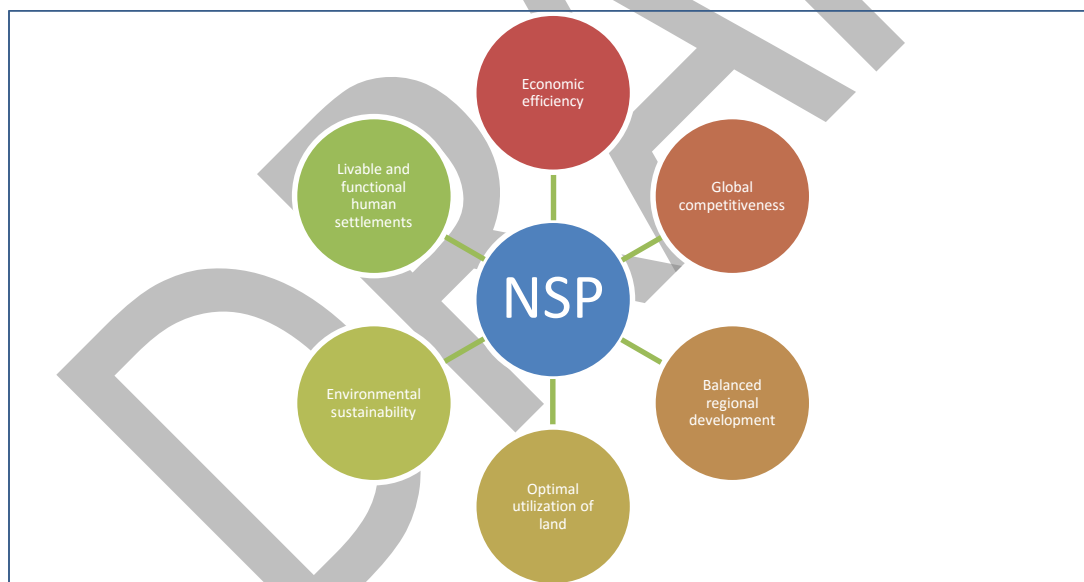 Economic
efficiency
Global
competitiveness
Balanced
regional
development
Optimal
utilization of
land
Environmental
sustainability
Livable and
functional
human
settlements
NSP
DRAFT